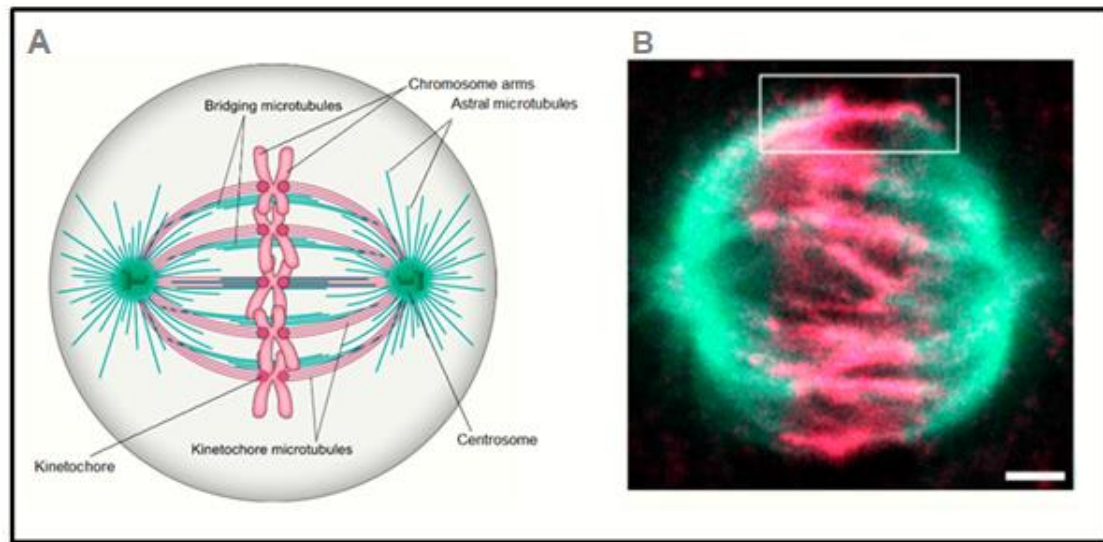 A
B
Chromosome arms
Astral microtubules
Bridging microtubules
Kinetochore
Kinetochore microtubules
Centrosome